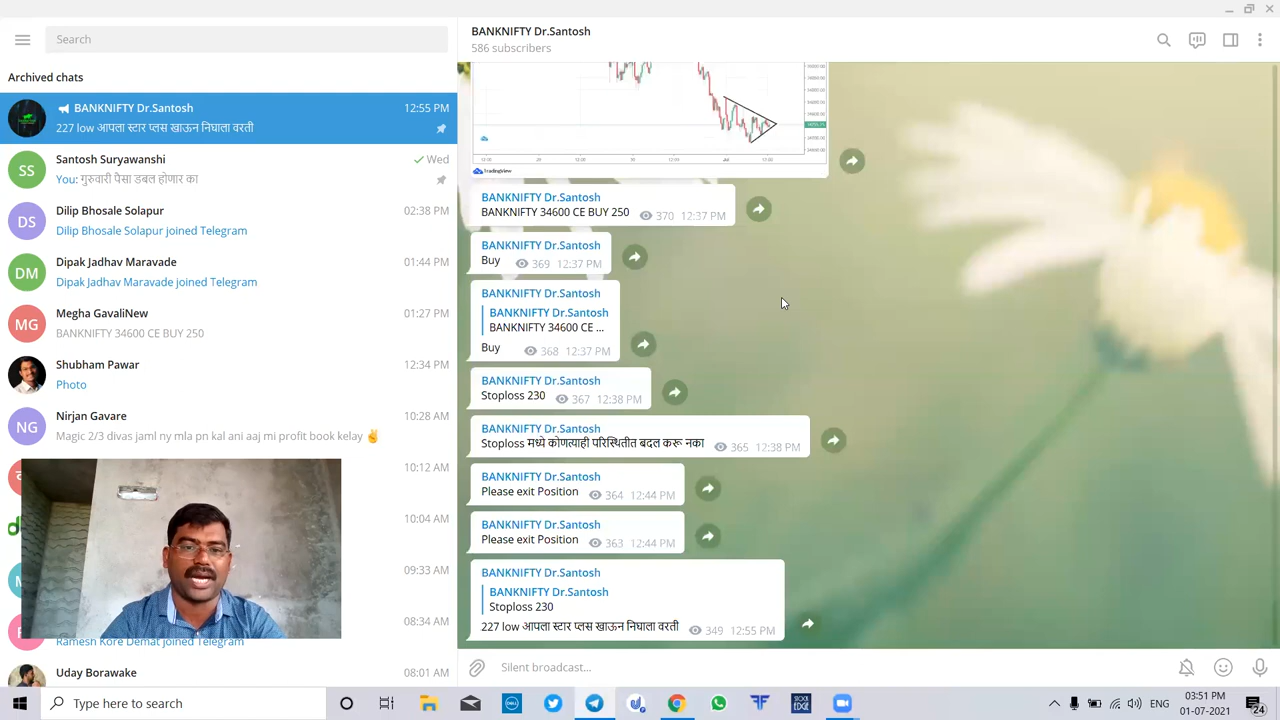 Search
Archived chats
BANKNIFTY Dr.Santosh 12:55 PM
227 low आपला स्टार प्लस खाऊन निघाला वरती
SS
Santosh Suryawanshi Wed
You: गुरुवारी पैसा डबल होणार का
DS
Dilip Bhosale Solapur 02:38 PM
Dilip Bhosale Solapur joined Telegram
DM
Dipak Jadhav Maravade 01:44 PM
Dipak Jadhav Maravade joined Telegram
MG
Megha GavaliNew 01:27 PM
BANKNIFTY 34600 CE BUY 250
Shubham Pawar 12:34 PM
Photo
NG
Nirjan Gavare 10:28 AM
Magic 2/3 divas jaml ny mla pn kal ani aaj mi profit book kelay ✌
10:12 AM
10:04 AM
09:33 AM
08:34 AM
Ramesh Kore Demat joined Telegram
Uday Borawake 08:01 AM
BANKNIFTY Dr.Santosh
586 subscribers
TradingView
BANKNIFTY Dr.Santosh
BANKNIFTY 34600 CE BUY 250 370 12:37 PM
BANKNIFTY Dr.Santosh
Buy 369 12:37 PM
BANKNIFTY Dr.Santosh
BANKNIFTY Dr.Santosh
BANKNIFTY 34600 CE ...
Buy 368 12:37 PM
BANKNIFTY Dr.Santosh
Stoploss 230 367 12:38 PM
BANKNIFTY Dr.Santosh
Stoploss मध्ये कोणत्याही परिस्थितीत बदल करू नका 365 12:38 PM
BANKNIFTY Dr.Santosh
Please exit Position 364 12:44 PM
BANKNIFTY Dr.Santosh
Please exit Position 363 12:44 PM
BANKNIFTY Dr.Santosh
BANKNIFTY Dr.Santosh
Stoploss 230
227 low आपला स्टार प्लस खाऊन निघाला वरती 349 12:55 PM
Silent broadcast...
Type here to search
DELL
STOCK EDGE
ENG
03:51 PM
01-07-2021
24